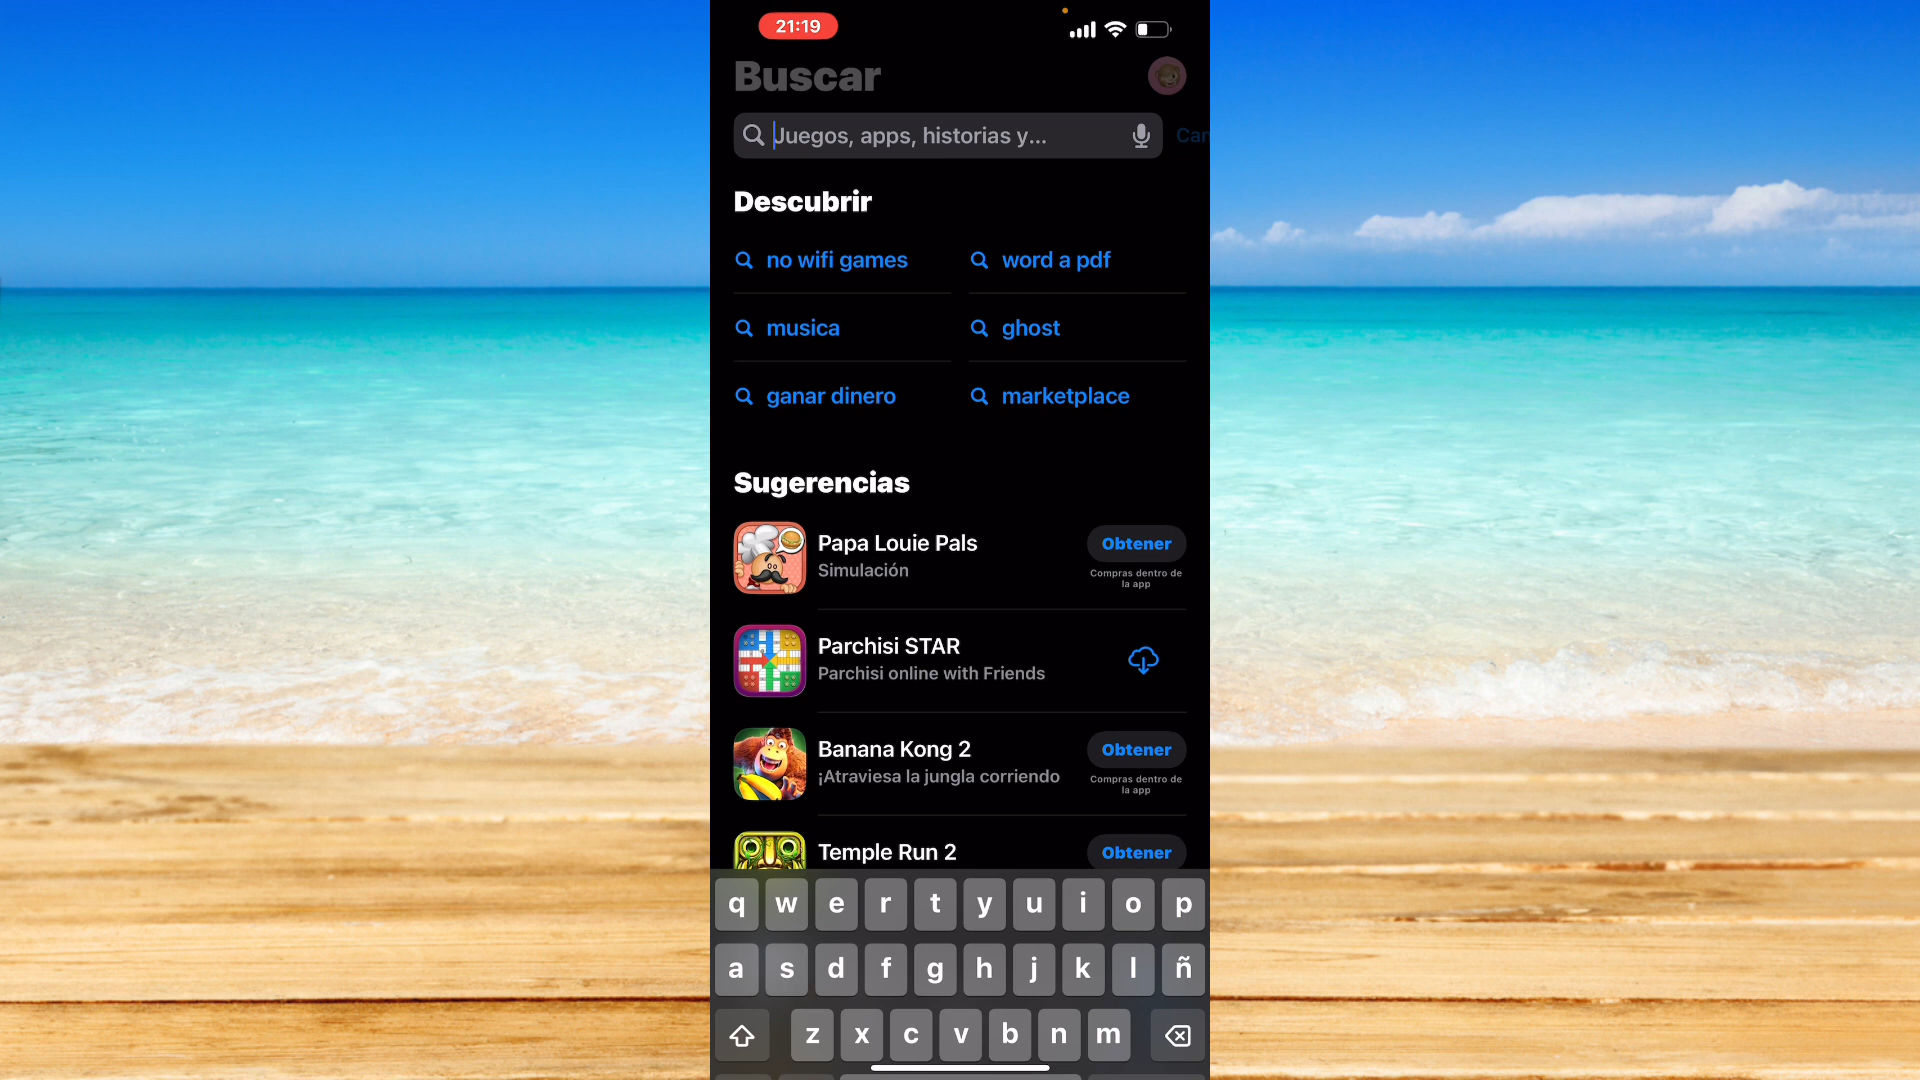 21:19
Buscar
Juegos, apps, historias y...
Can
Descubrir
no wifi games
word a pdf
musica
ghost
ganar dinero
marketplace
Sugerencias
Papa Louie Pals
Simulación
Obtener
Compras dentro de
la app
Parchisi STAR
Parchisi online with Friends
Banana Kong 2
¡Atraviesa la jungla corriendo
Obtener
Compras dentro de
la app
Temple Run 2
Obtener
q w e r t y u i o p
a s d f g h j k l ñ
z x c v b n m